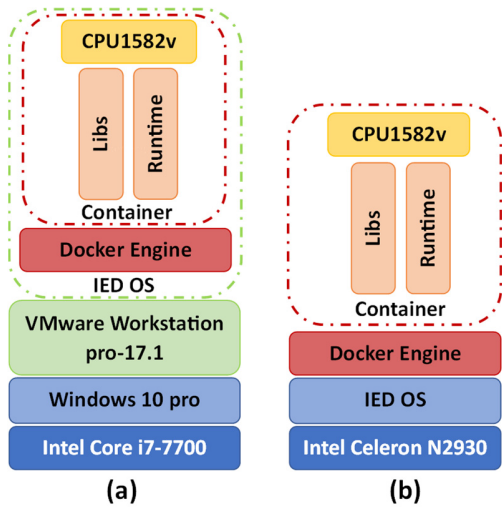 CPU1582v
Libs
Runtime
Container
Docker Engine
IED OS
VMware Workstation
pro-17.1
Windows 10 pro
Intel Core i7-7700
(a)
CPU1582v
Libs
Runtime
Container
Docker Engine
IED OS
Intel Celeron N2930
(b)